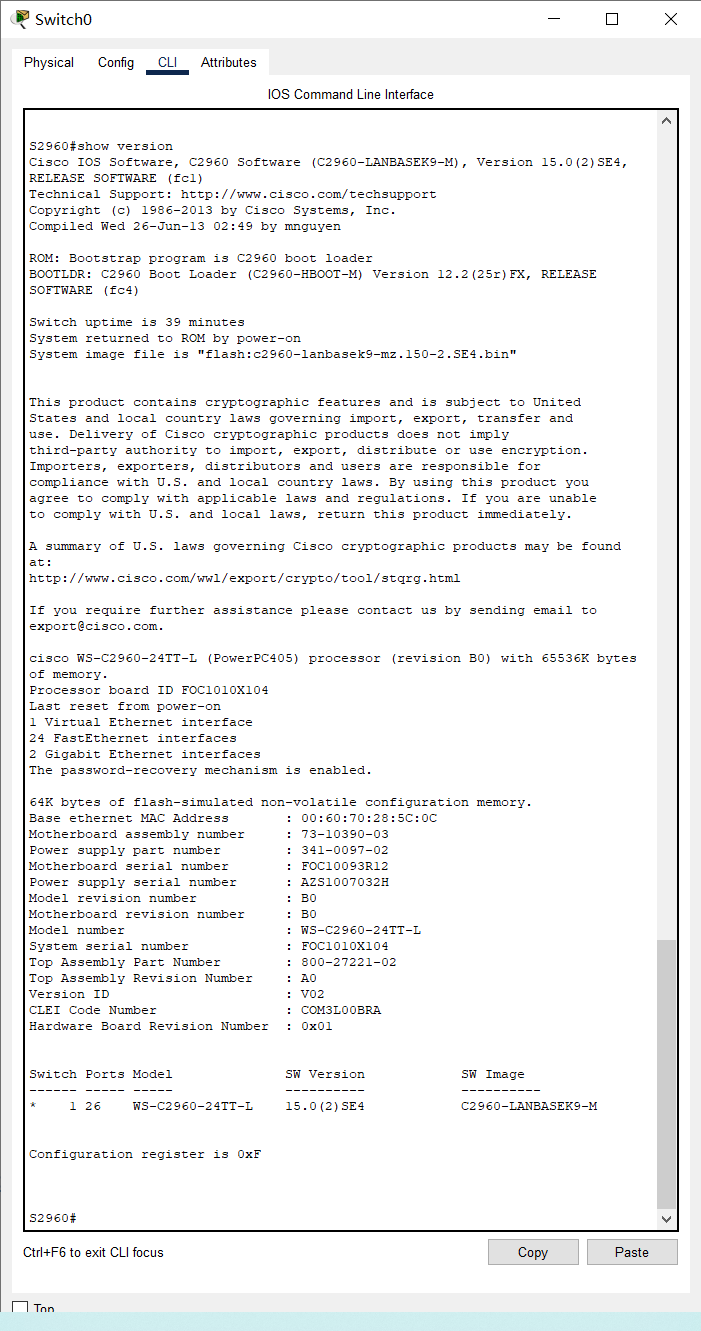 Switch0
Physical Config CLI Attributes
IOS Command Line Interface
S2960#show version
Cisco IOS Software, C2960 Software (C2960-LANBASEK9-M), Version 15.0(2)SE4,
RELEASE SOFTWARE (fc1)
Technical Support: http://www.cisco.com/techsupport
Copyright (c) 1986-2013 by Cisco Systems, Inc.
Compiled Wed 26-Jun-13 02:49 by mnguyen
ROM: Bootstrap program is C2960 boot loader
BOOTLDR: C2960 Boot Loader (C2960-HBOOT-M) Version 12.2(25r)FX, RELEASE
SOFTWARE (fc4)
Switch uptime is 39 minutes
System returned to ROM by power-on
System image file is "flash:c2960-lanbasek9-mz.150-2.SE4.bin"
This product contains cryptographic features and is subject to United
States and local country laws governing import, export, transfer and
use. Delivery of Cisco cryptographic products does not imply
third-party authority to import, export, distribute or use encryption.
Importers, exporters, distributors and users are responsible for
compliance with U.S. and local country laws. By using this product you
agree to comply with applicable laws and regulations. If you are unable
to comply with U.S. and local laws, return this product immediately.
A summary of U.S. laws governing Cisco cryptographic products may be found
at:
http://www.cisco.com/wwl/export/crypto/tool/stqrg.html
If you require further assistance please contact us by sending email to
export@cisco.com.
cisco WS-C2960-24TT-L (PowerPC405) processor (revision B0) with 65536K bytes
of memory.
Processor board ID FOC1010X104
Last reset from power-on
1 Virtual Ethernet interface
24 FastEthernet interfaces
2 Gigabit Ethernet interfaces
The password-recovery mechanism is enabled.
64K bytes of flash-simulated non-volatile configuration memory.
Base ethernet MAC Address : 00:60:70:28:5C:0C
Motherboard assembly number : 73-10390-03
Power supply part number : 341-0097-02
Motherboard serial number : FOC10093R12
Power supply serial number : AZS1007032H
Model revision number : B0
Motherboard revision number : B0
Model number : WS-C2960-24TT-L
System serial number : FOC1010X104
Top Assembly Part Number : 800-27221-02
Top Assembly Revision Number : A0
Version ID : V02
CLEI Code Number : COM3L00BRA
Hardware Board Revision Number : 0x01
Switch Ports Model SW Version SW Image
------ ----- ----- ---------- ----------
* 1 26 WS-C2960-24TT-L 15.0(2)SE4 C2960-LANBASEK9-M
Configuration register is 0xF
S2960#
Ctrl+F6 to exit CLI focus
Copy Paste
Top